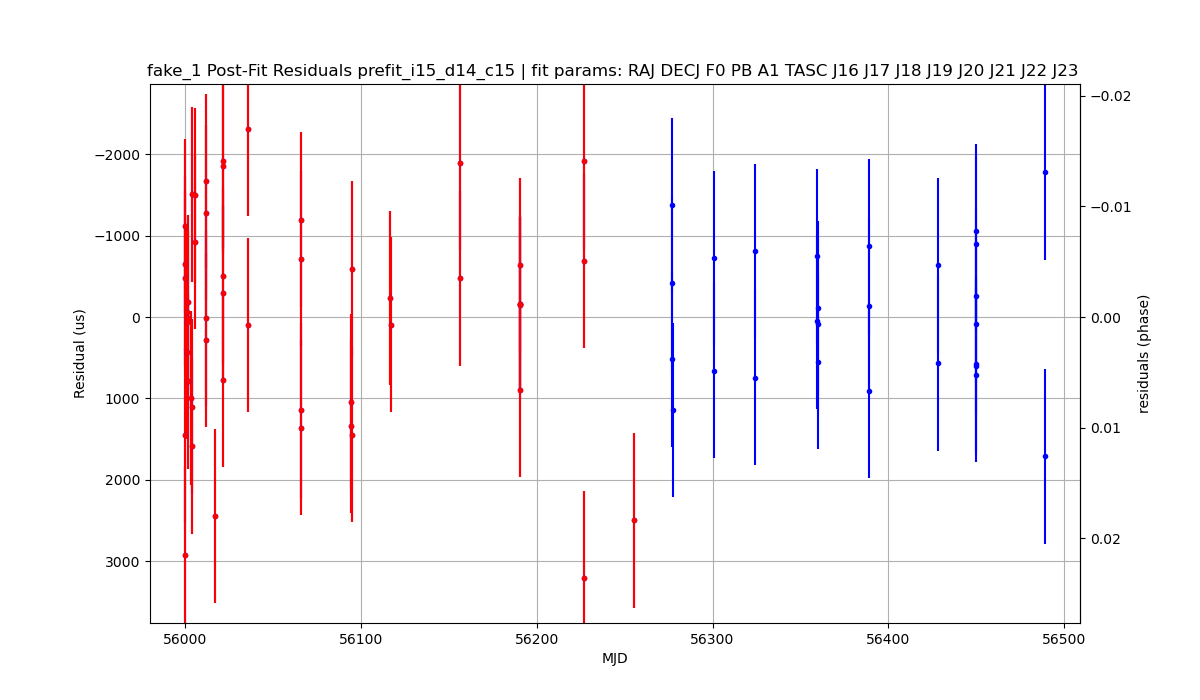 fake_1 Post-Fit Residuals prefit_i15_d14_c15 | fit params: RAJ DECJ F0 PB A1 TASC J16 J17 J18 J19 J20 J21 J22 J23
Residual (us)
−2000
−1000
0
1000
2000
3000
−0.02
−0.01
0.00
0.01
0.02
residuals (phase)
56000 56100 56200 56300 56400 56500
MJD